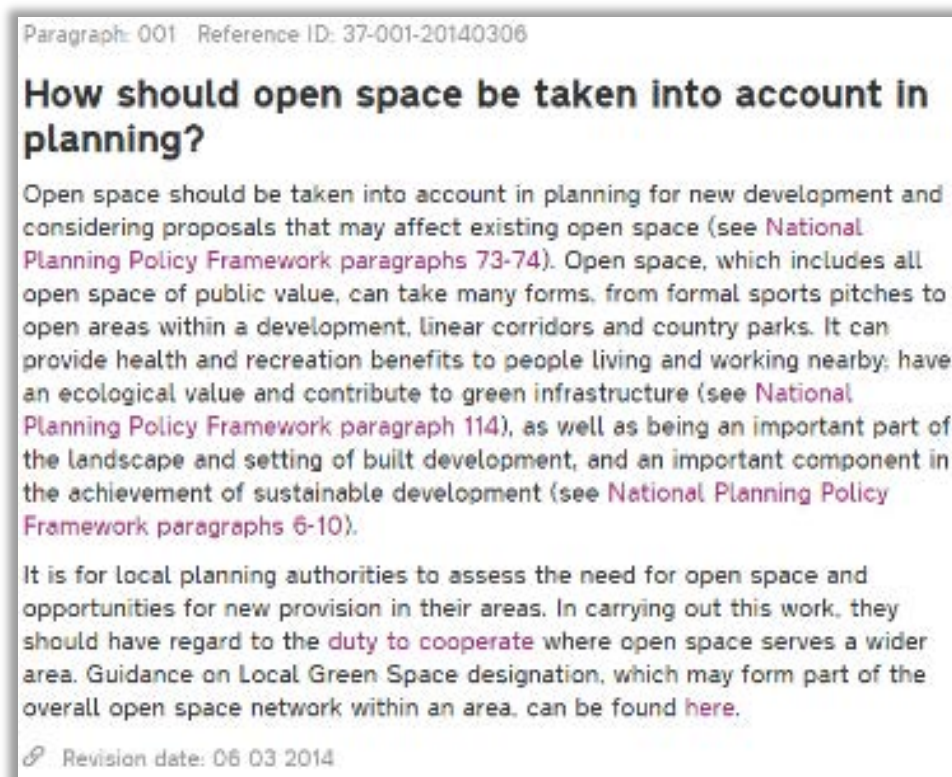 Paragraph: 001 Reference ID: 37-001-20140306
How should open space be taken into account in
planning?
Open space should be taken into account in planning for new development and
considering proposals that may affect existing open space (see National
Planning Policy Framework paragraphs 73-74). Open space, which includes all
open space of public value, can take many forms, from formal sports pitches to
open areas within a development, linear corridors and country parks. It can
provide health and recreation benefits to people living and working nearby; have
an ecological value and contribute to green infrastructure (see National
Planning Policy Framework paragraph 114), as well as being an important part of
the landscape and setting of built development, and an important component in
the achievement of sustainable development (see National Planning Policy
Framework paragraphs 6-10).
It is for local planning authorities to assess the need for open space and
opportunities for new provision in their areas. In carrying out this work, they
should have regard to the duty to cooperate where open space serves a wider
area. Guidance on Local Green Space designation, which may form part of the
overall open space network within an area, can be found here.
Revision date: 06 03 2014